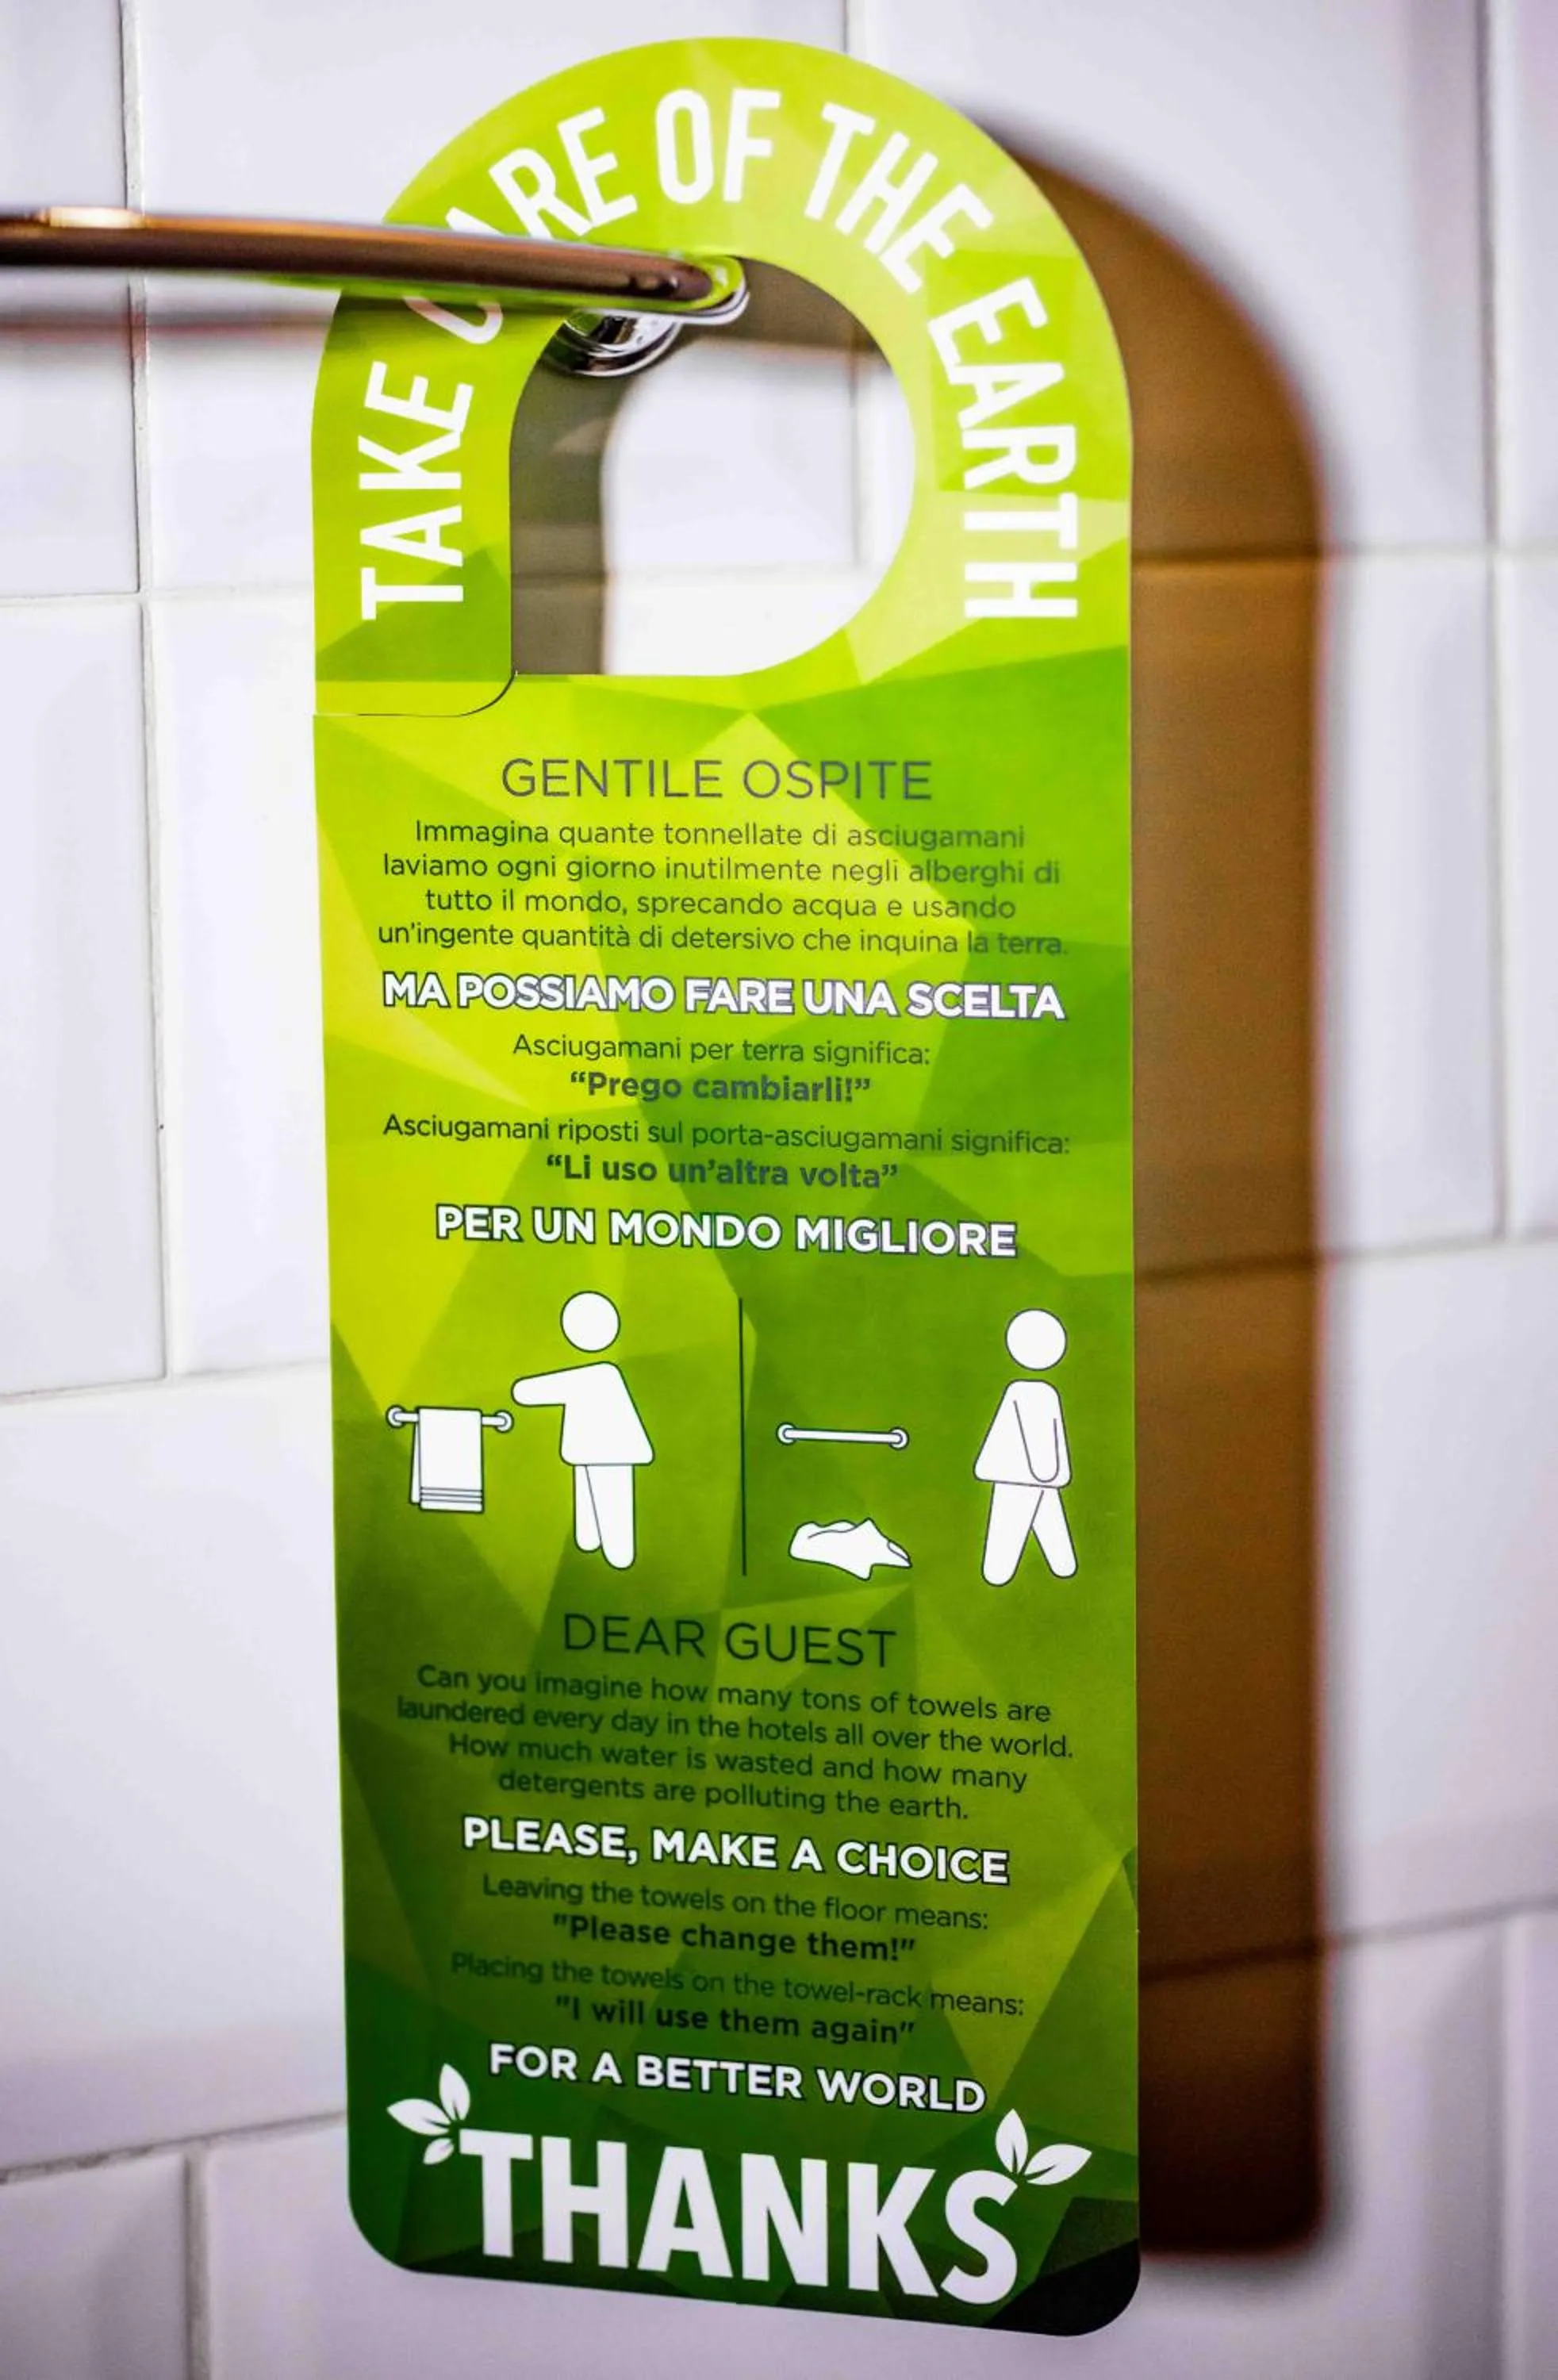 TAKE CARE OF THE EARTH
GENTILE OSPITE
Immagina quante tonnellate di asciugamani
laviamo ogni giorno inutilmente negli alberghi di
tutto il mondo, sprecando acqua e usando
un'ingente quantità di detersivo che inquina la terra.
MA POSSIAMO FARE UNA SCELTA
Asciugamani per terra significa:
“Prego cambiarli!”
Asciugamani riposti sul porta-asciugamani significa:
“Li uso un’altra volta”
PER UN MONDO MIGLIORE
DEAR GUEST
Can you imagine how many tons of towels are
laundered every day in the hotels all over the world.
How much water is wasted and how many
detergents are polluting the earth.
PLEASE, MAKE A CHOICE
Leaving the towels on the floor means:
"Please change them!"
Placing the towels on the towel-rack means:
"I will use them again"
FOR A BETTER WORLD
THANKS